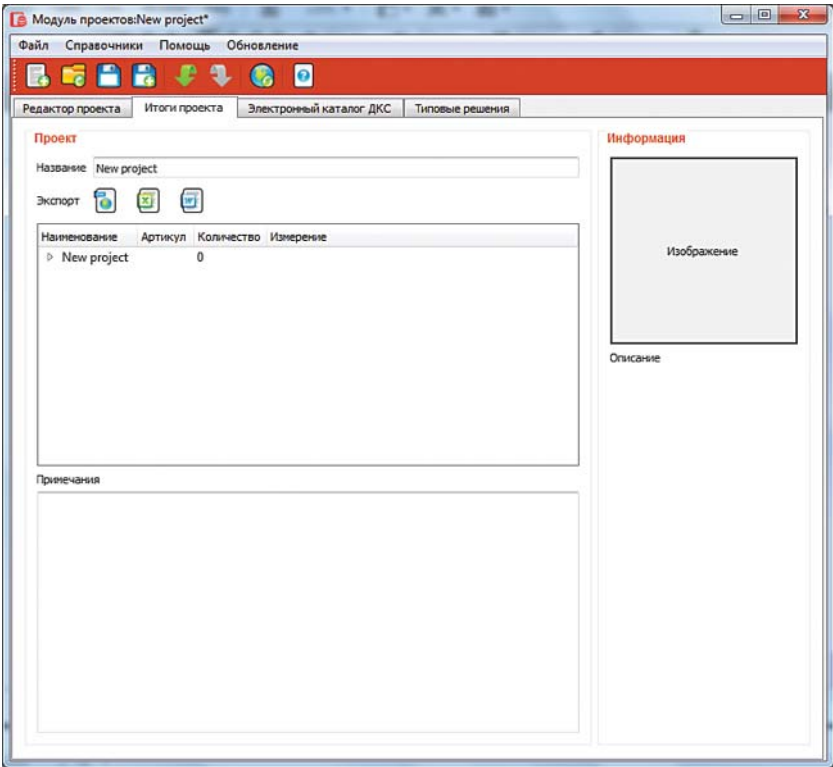 Модуль проектов:New project*
Файл Справочники Помощь Обновление
Редактор проекта Итоги проекта Электронный каталог ДКС Типовые решения
Проект
Информация
Название New project
Экспорт
Наименование Артикул Количество Измерение
New project 0
Изображение
Описание
Примечания